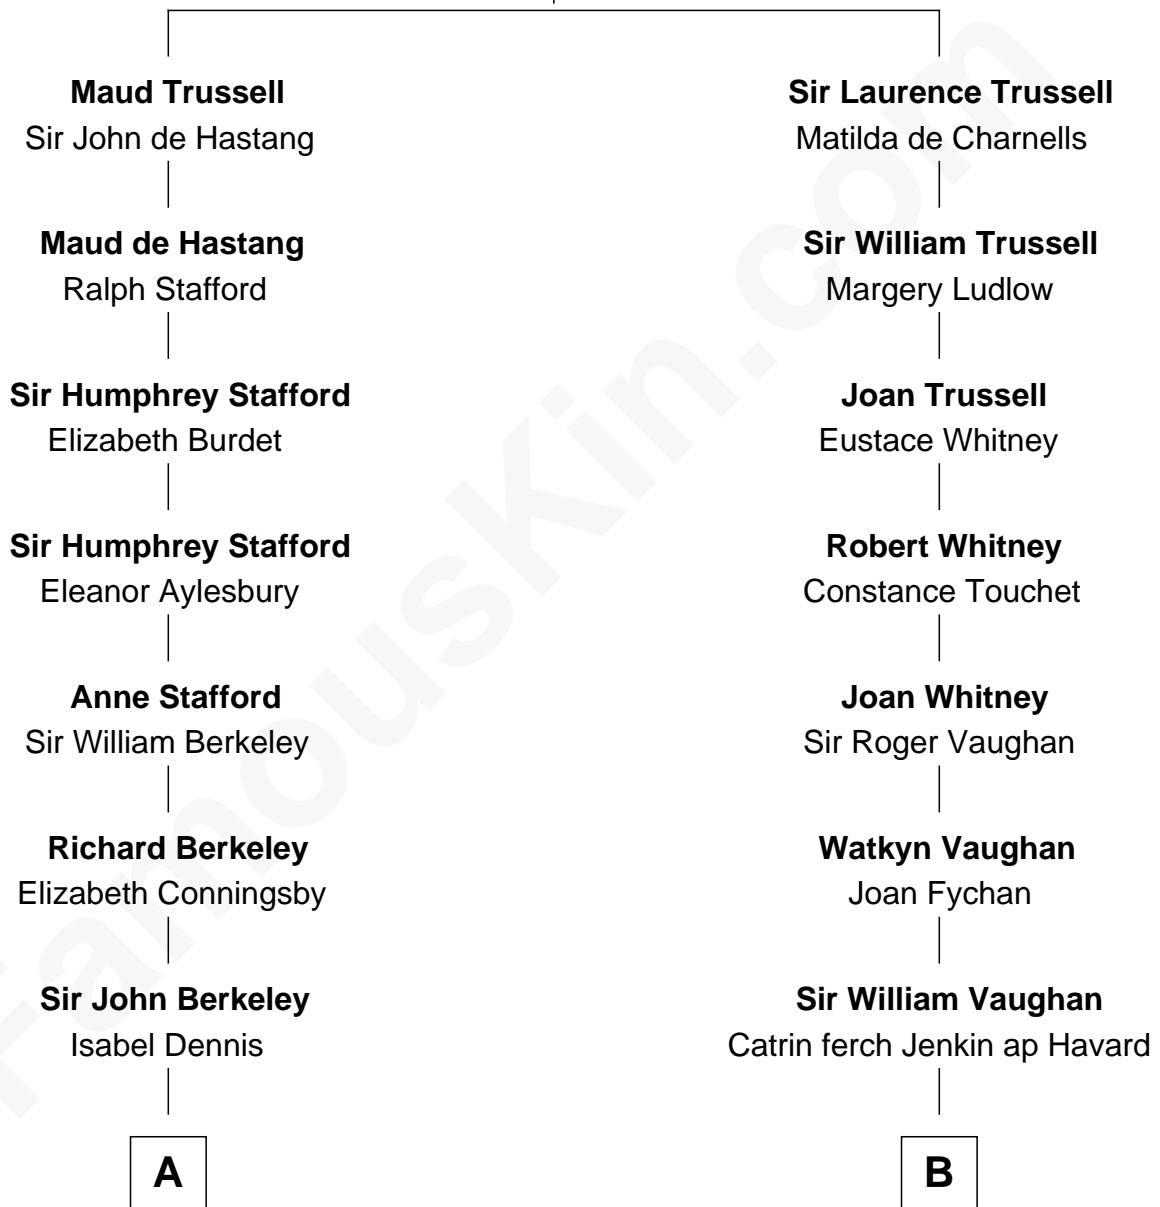 Maud Trussell
Sir John de Hastang
Maud de Hastang
Ralph Stafford
Sir Humphrey Stafford
Elizabeth Burdet
Sir Humphrey Stafford
Eleanor Aylesbury
Anne Stafford
Sir William Berkeley
Richard Berkeley
Elizabeth Conningsby
Sir John Berkeley
Isabel Dennis
A
Sir Laurence Trussell
Matilda de Charnells
Sir William Trussell
Margery Ludlow
Joan Trussell
Eustace Whitney
Robert Whitney
Constance Touchet
Joan Whitney
Sir Roger Vaughan
Watkyn Vaughan
Joan Fychan
Sir William Vaughan
Catrin ferch Jenkin ap Havard
B
FamousKin.com